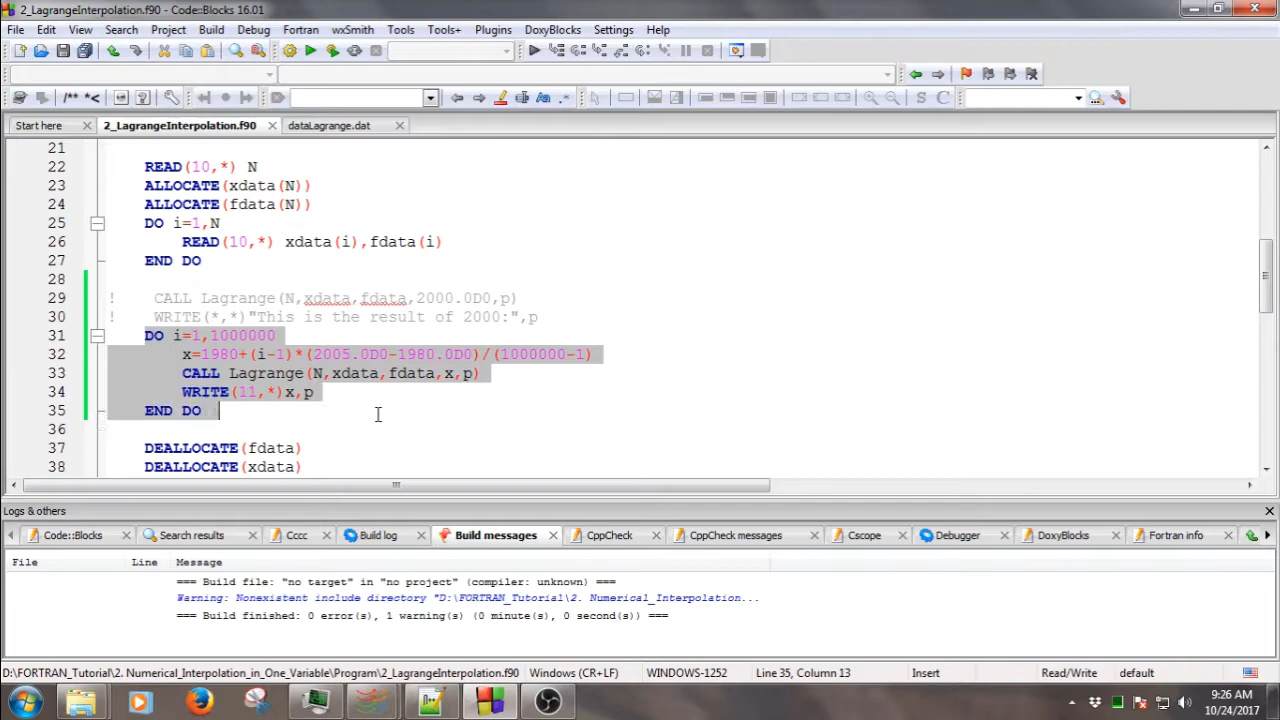 2_LagrangeInterpolation.f90 - Code::Blocks 16.01
File Edit View Search Project Build Debug Fortran wxSmith Tools Tools+ Plugins DoxyBlocks Settings Help
/** *<
S C
Start here 2_LagrangeInterpolation.f90 dataLagrange.dat
21
22 READ(10,*) N
23 ALLOCATE(xdata(N))
24 ALLOCATE(fdata(N))
25 DO i=1,N
26 READ(10,*) xdata(i),fdata(i)
27 END DO
28
29 ! CALL Lagrange(N,xdata,fdata,2000.0D0,p)
30 ! WRITE(*,*)"This is the result of 2000:",p
31 DO i=1,1000000
32 x=1980+(i-1)*(2005.0D0-1980.0D0)/(1000000-1)
33 CALL Lagrange(N,xdata,fdata,x,p)
34 WRITE(11,*)x,p
35 END DO
36
37 DEALLOCATE(fdata)
38 DEALLOCATE(xdata)
Logs & others
Code::Blocks Search results Cccc Build log Build messages CppCheck CppCheck messages Cscope Debugger DoxyBlocks Fortran info
File Line Message
=== Build file: "no target" in "no project" (compiler: unknown) ===
Warning: Nonexistent include directory "D:\FORTRAN_Tutorial\2. Numerical_Interpolation...
=== Build finished: 0 error(s), 1 warning(s) (0 minute(s), 0 second(s)) ===
D:\FORTRAN_Tutorial\2. Numerical_Interpolation_in_One_Variable\Program\2_LagrangeInterpolation.f90 Windows (CR+LF) WINDOWS-1252 Line 35, Column 13 Insert Read/Write default
9:26 AM
10/24/2017